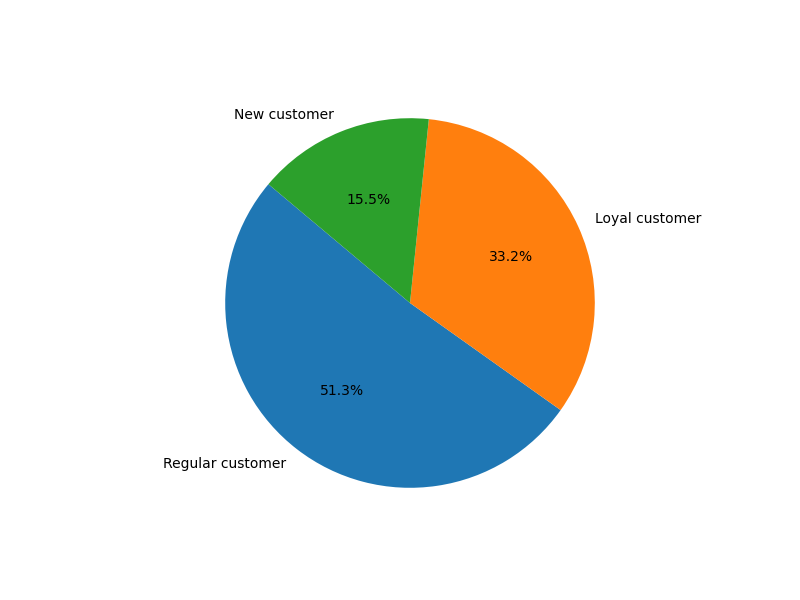 New customer
15.5%
Loyal customer
33.2%
51.3%
Regular customer